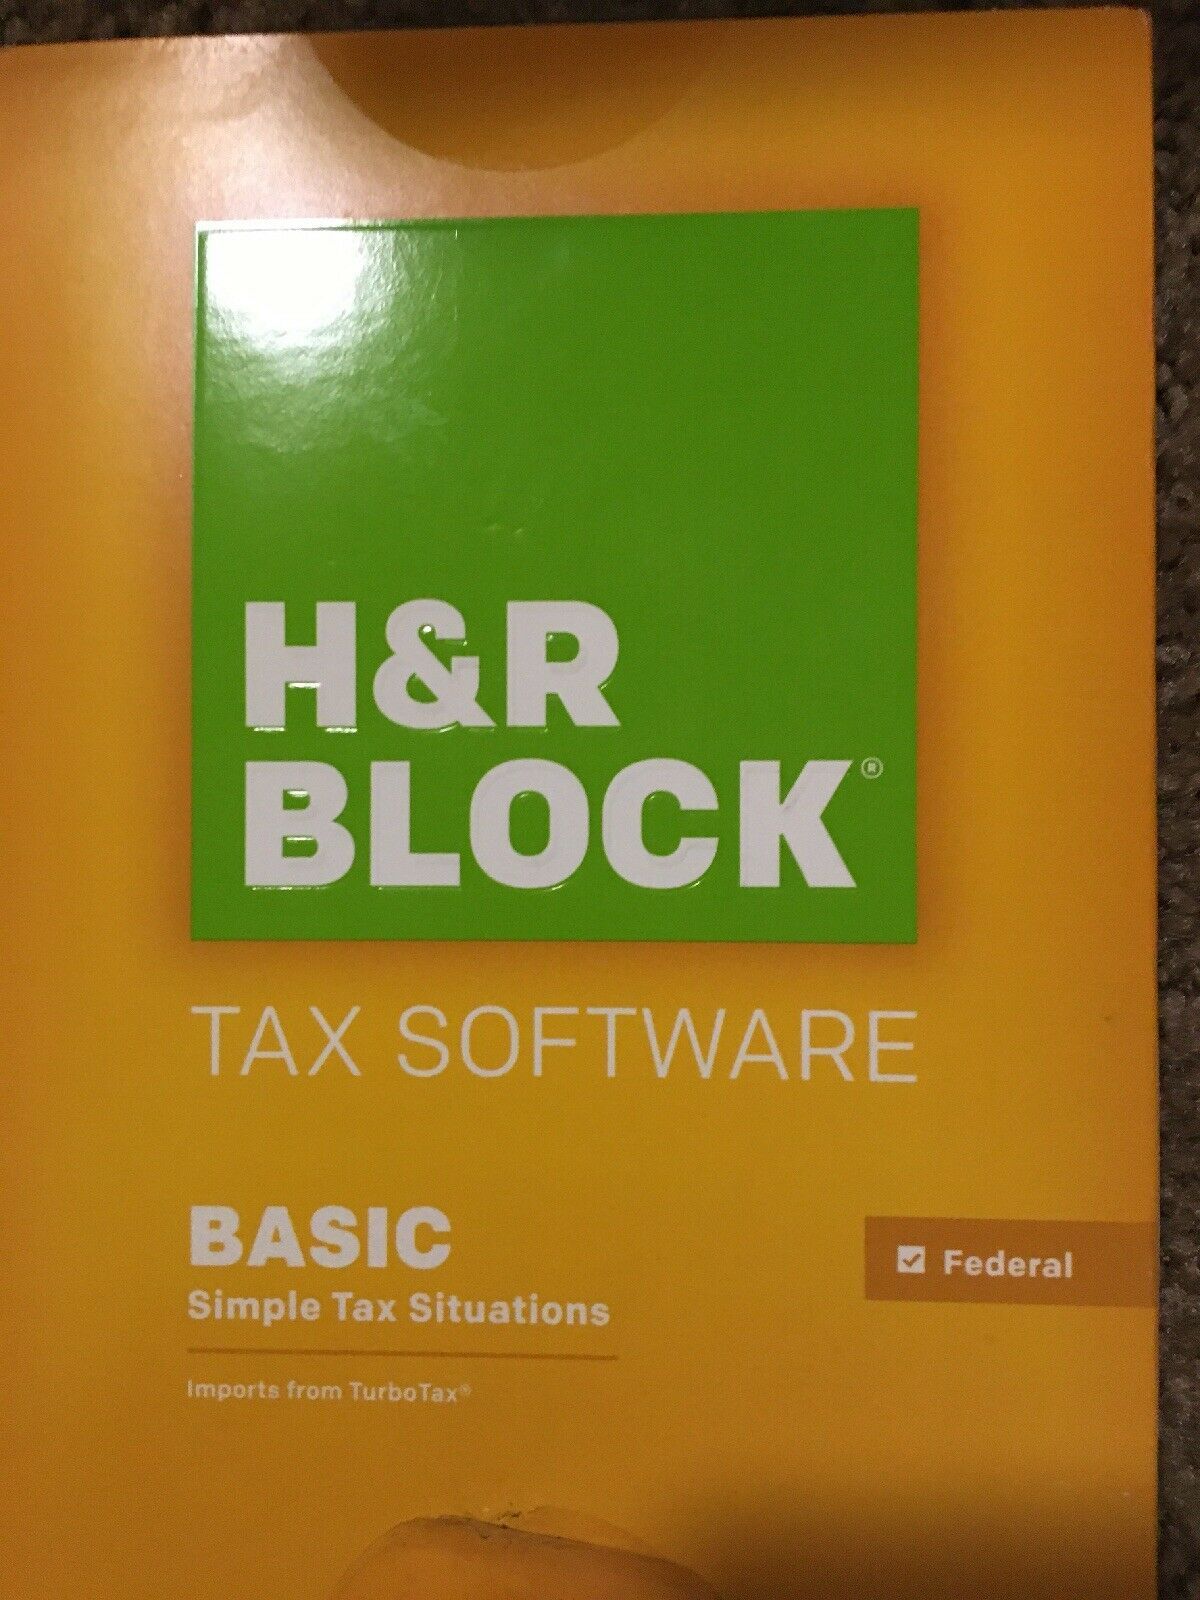 H&R
BLOCK®
TAX SOFTWARE
BASIC
Simple Tax Situations
Federal
Imports from TurboTax®